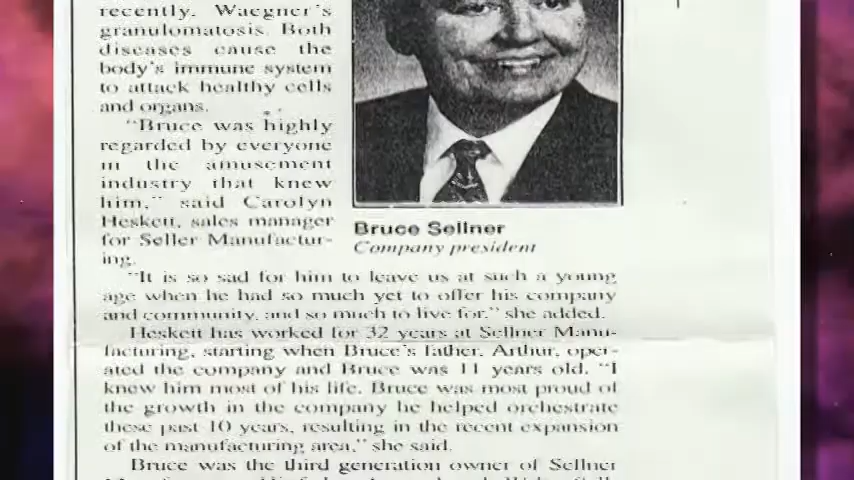 recently, Waegner's
granulomatosis. Both
diseases cause the
body's immune system
to attack healthy cells
and organs.
"Bruce was highly
regarded by everyone
in the amusement
industry that knew
him," said Carolyn
Heskett, sales manager
for Seller Manufactur-
ing.
Bruce Sellner
Company president
"It is so sad for him to leave us at such a young
age when he had so much yet to offer his company
and community, and so much to live for," she added.
Heskett has worked for 32 years at Sellner Manu-
facturing, starting when Bruce's father, Arthur, oper-
ated the company and Bruce was 11 years old. "I
knew him most of his life. Bruce was most proud of
the growth in the company he helped orchestrate
these past 10 years, resulting in the recent expansion
of the manufacturing area," she said.
Bruce was the third generation owner of Sellner